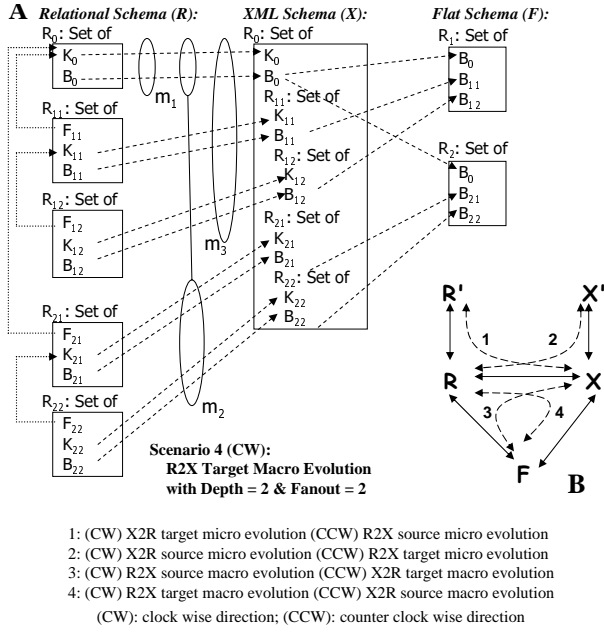 A
Relational Schema (R):
XML Schema (X):
Flat Schema (F):
R0: Set of
K0
B0
R11: Set of
F11
K11
B11
R12: Set of
F12
K12
B12
R21: Set of
F21
K21
B21
R22: Set of
F22
K22
B22
m1
m3
m2
R0: Set of
K0
B0
R11: Set of
K11
B11
R12: Set of
K12
B12
R21: Set of
K21
B21
R22: Set of
K22
B22
R1: Set of
B0
B11
B12
R2: Set of
B0
B21
B22
Scenario 4 (CW):
R2X Target Macro Evolution
with Depth = 2 & Fanout = 2
R'
X'
1
2
R
X
3
4
F
B
1: (CW) X2R target micro evolution (CCW) R2X source micro evolution
2: (CW) X2R source micro evolution (CCW) R2X target micro evolution
3: (CW) R2X source macro evolution (CCW) X2R target macro evolution
4: (CW) R2X target macro evolution (CCW) X2R source macro evolution
(CW): clock wise direction; (CCW): counter clock wise direction